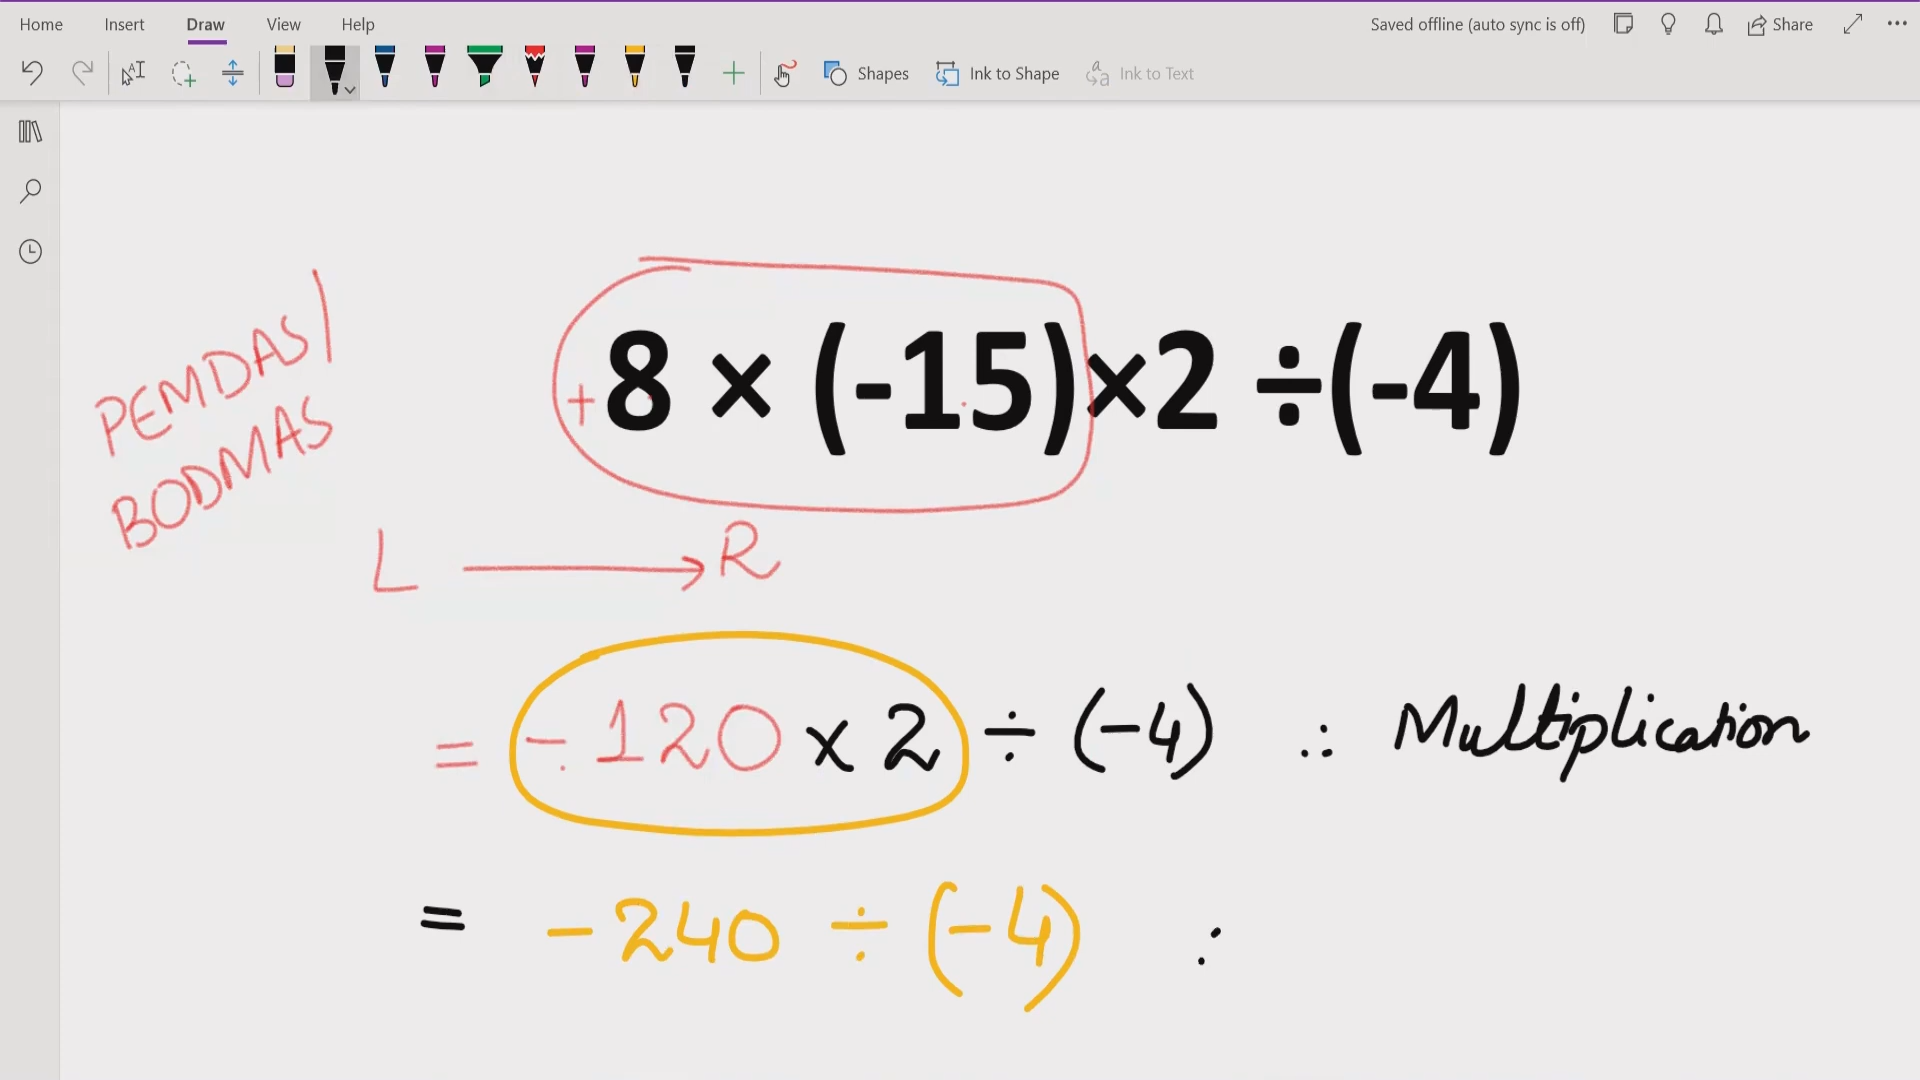 Home Insert Draw View Help Saved offline (auto sync is off) Share
Shapes Ink to Shape Ink to Text
PEMDAS/
BODMAS
+8 × (-15)×2 ÷(-4)
L → R
= -120 x 2 ÷ (-4) ∴ Multiplication
= -240 ÷ (-4) :